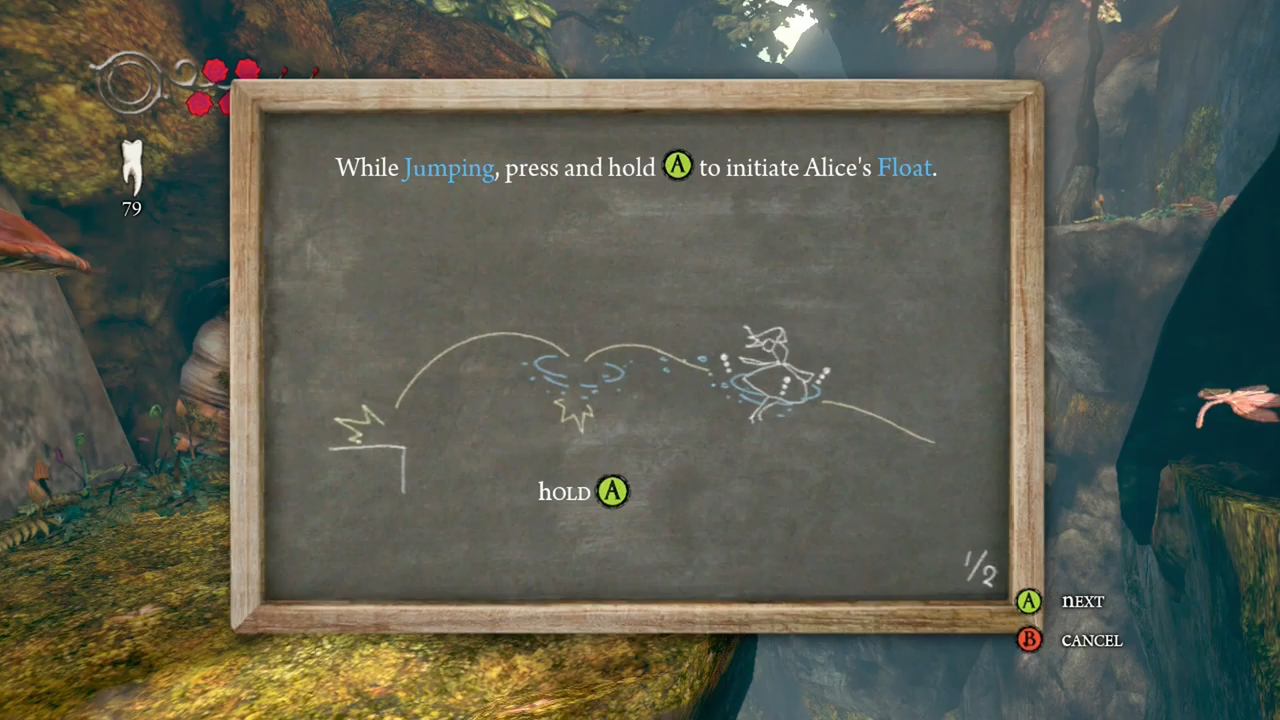 While Jumping, press and hold A to initiate Alice's Float.
79
HOLD A
1/2
A NEXT
B CANCEL